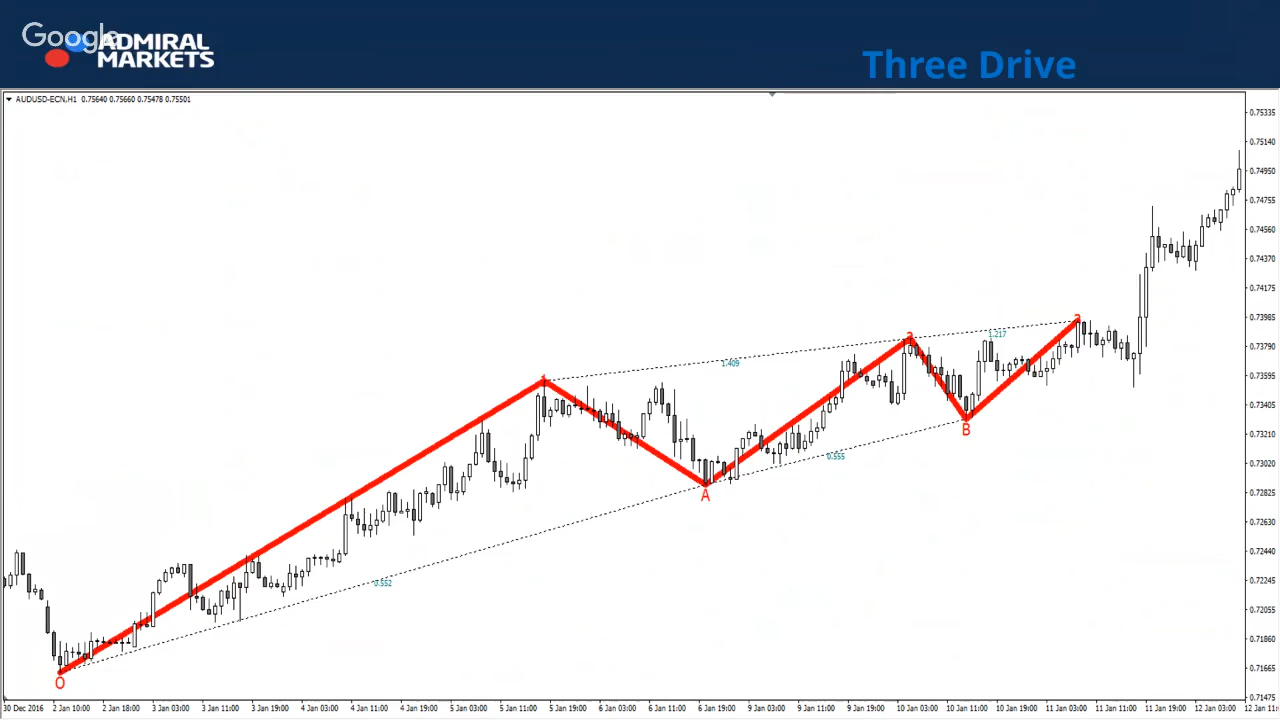 Google
ADMIRAL
MARKETS
Three Drive
AUDUSD-ECN,H1 0.75640 0.75660 0.75478 0.75501
0.75335
0.75140
0.74950
0.74755
0.74560
0.74370
0.74175
0.73985
0.73790
0.73595
0.73405
0.73210
0.73020
0.72825
0.72630
0.72440
0.72245
0.72055
0.71860
0.71665
0.71475
1.217
1.409
B
0.555
A
0.552
O
30 Dec 2016 2 Jan 10:00 2 Jan 18:00 3 Jan 03:00 3 Jan 11:00 3 Jan 19:00 4 Jan 03:00 4 Jan 11:00 4 Jan 19:00 5 Jan 03:00 5 Jan 11:00 5 Jan 19:00 6 Jan 03:00 6 Jan 11:00 6 Jan 19:00 9 Jan 03:00 9 Jan 11:00 9 Jan 19:00 10 Jan 03:00 10 Jan 11:00 10 Jan 19:00 11 Jan 03:00 11 Jan 11:00 11 Jan 19:00 12 Jan 03:00 12 Jan 11: